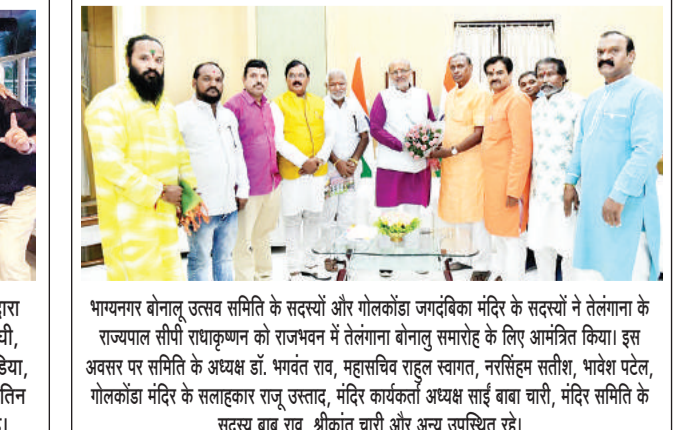 भाग्यनगर बोनालू उत्सव समिति के सदस्यों और गोलकोंडा जगदंबिका मंदिर के सदस्यों ने तेलंगाना के
राज्यपाल सीपी राधाकृष्णन को राजभवन में तेलंगाना बोनालु समारोह के लिए आमंत्रित किया। इस
अवसर पर समिति के अध्यक्ष डॉ. भगवंत राव, महासचिव राहुल स्वागत, नरसिंहम सतीश, भावेश पटेल,
गोलकोंडा मंदिर के सलाहकार राजू उस्ताद, मंदिर कार्यकर्ता अध्यक्ष साईं बाबा चारी, मंदिर समिति के
सदस्य बाबू राव, श्रीकांत चारी और अन्य उपस्थित रहे।